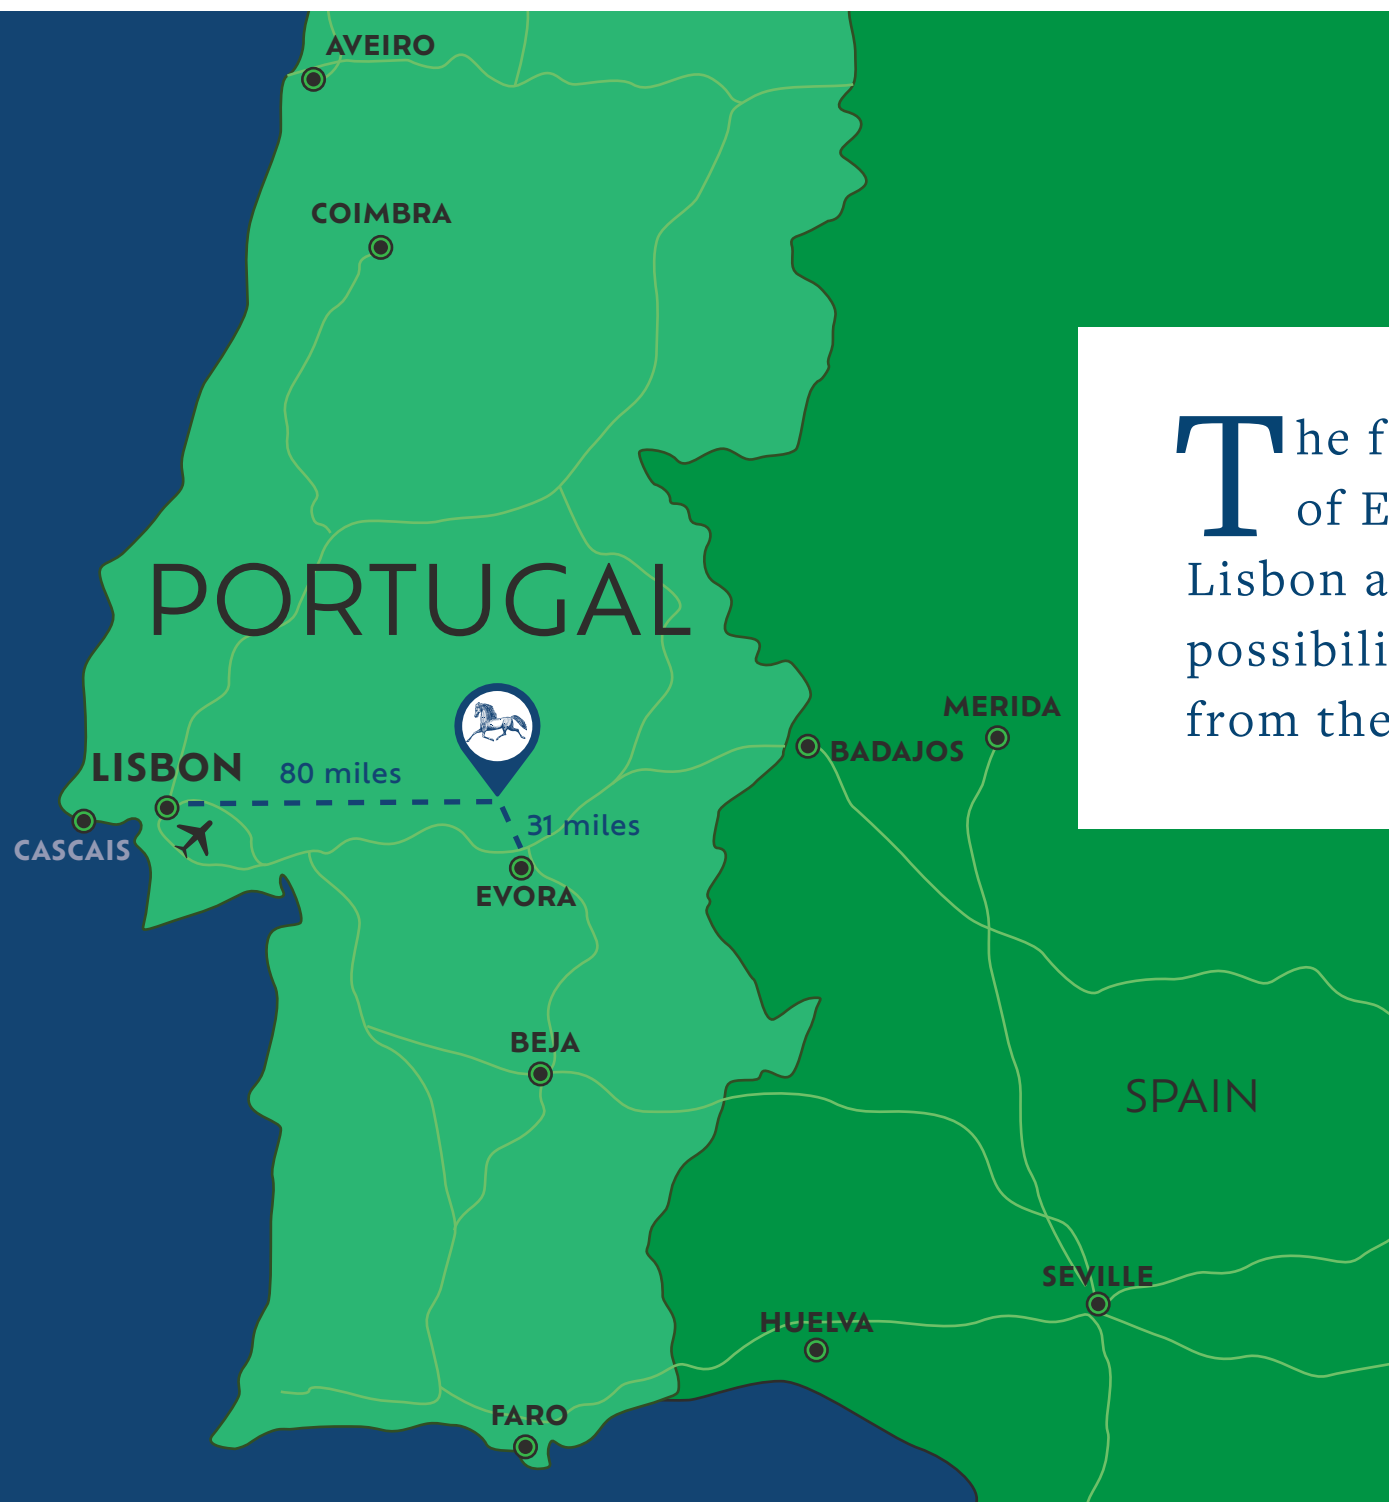 AVEIRO
COIMBRA
The f
of E
Lisbon a
possibili
from the
PORTUGAL
MERIDA
BADAJOS
LISBON
80 miles
31 miles
CASCAIS
EVORA
BEJA
SPAIN
SEVILLE
HUELVA
FARO